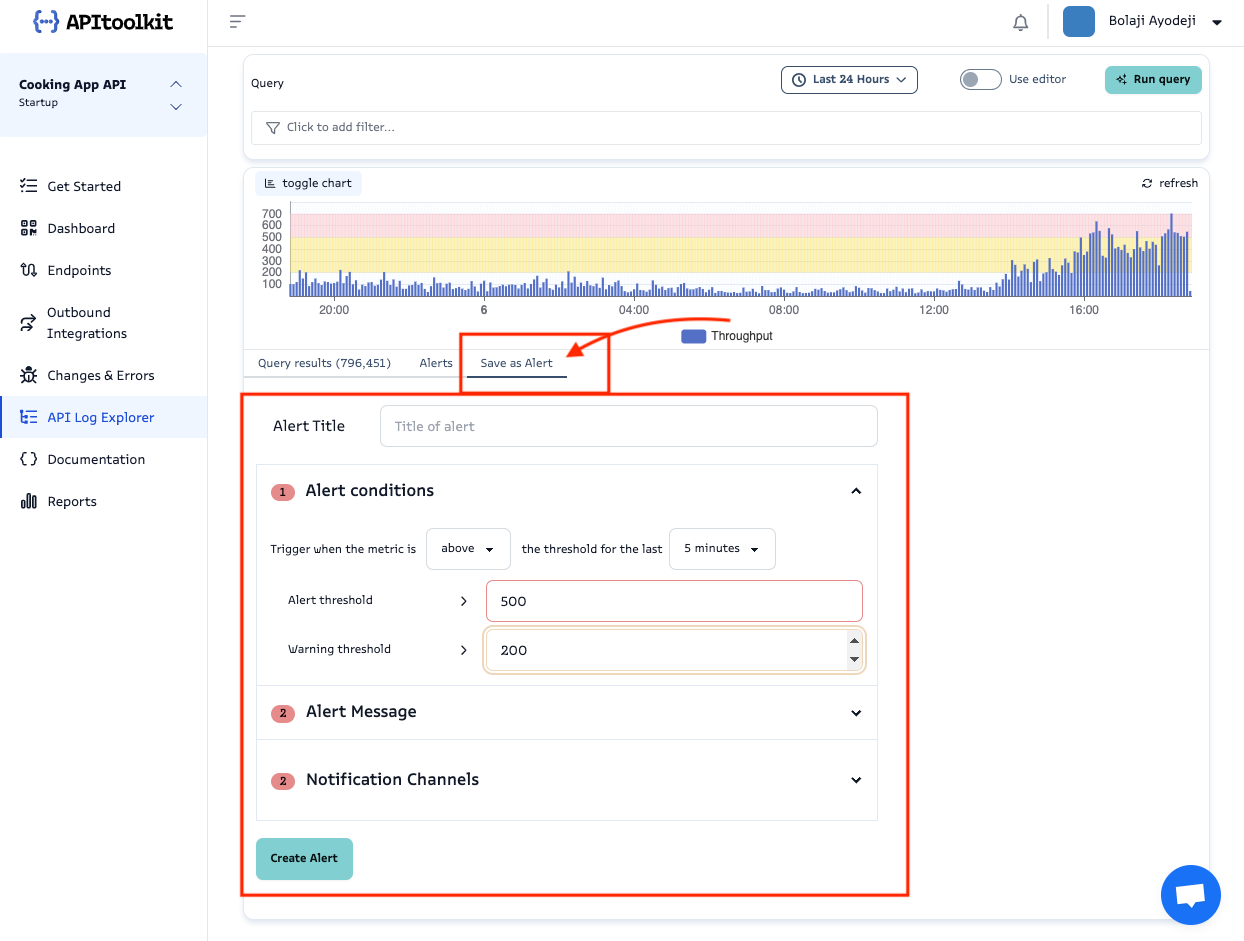 {···} APItoolkit
Bolaji Ayodeji
Cooking App API
Startup
Get Started
Dashboard
Endpoints
Outbound
Integrations
Changes & Errors
API Log Explorer
Documentation
Reports
Query
Last 24 Hours
Use editor
Run query
Click to add filter...
toggle chart
refresh
700
600
500
400
300
200
100
20:00 6 04:00 08:00 12:00 16:00
Throughput
Query results (796,451) Alerts Save as Alert
Alert Title
Title of alert
1 Alert conditions
Trigger when the metric is above the threshold for the last 5 minutes
Alert threshold > 500
Warning threshold > 200
2 Alert Message
2 Notification Channels
Create Alert